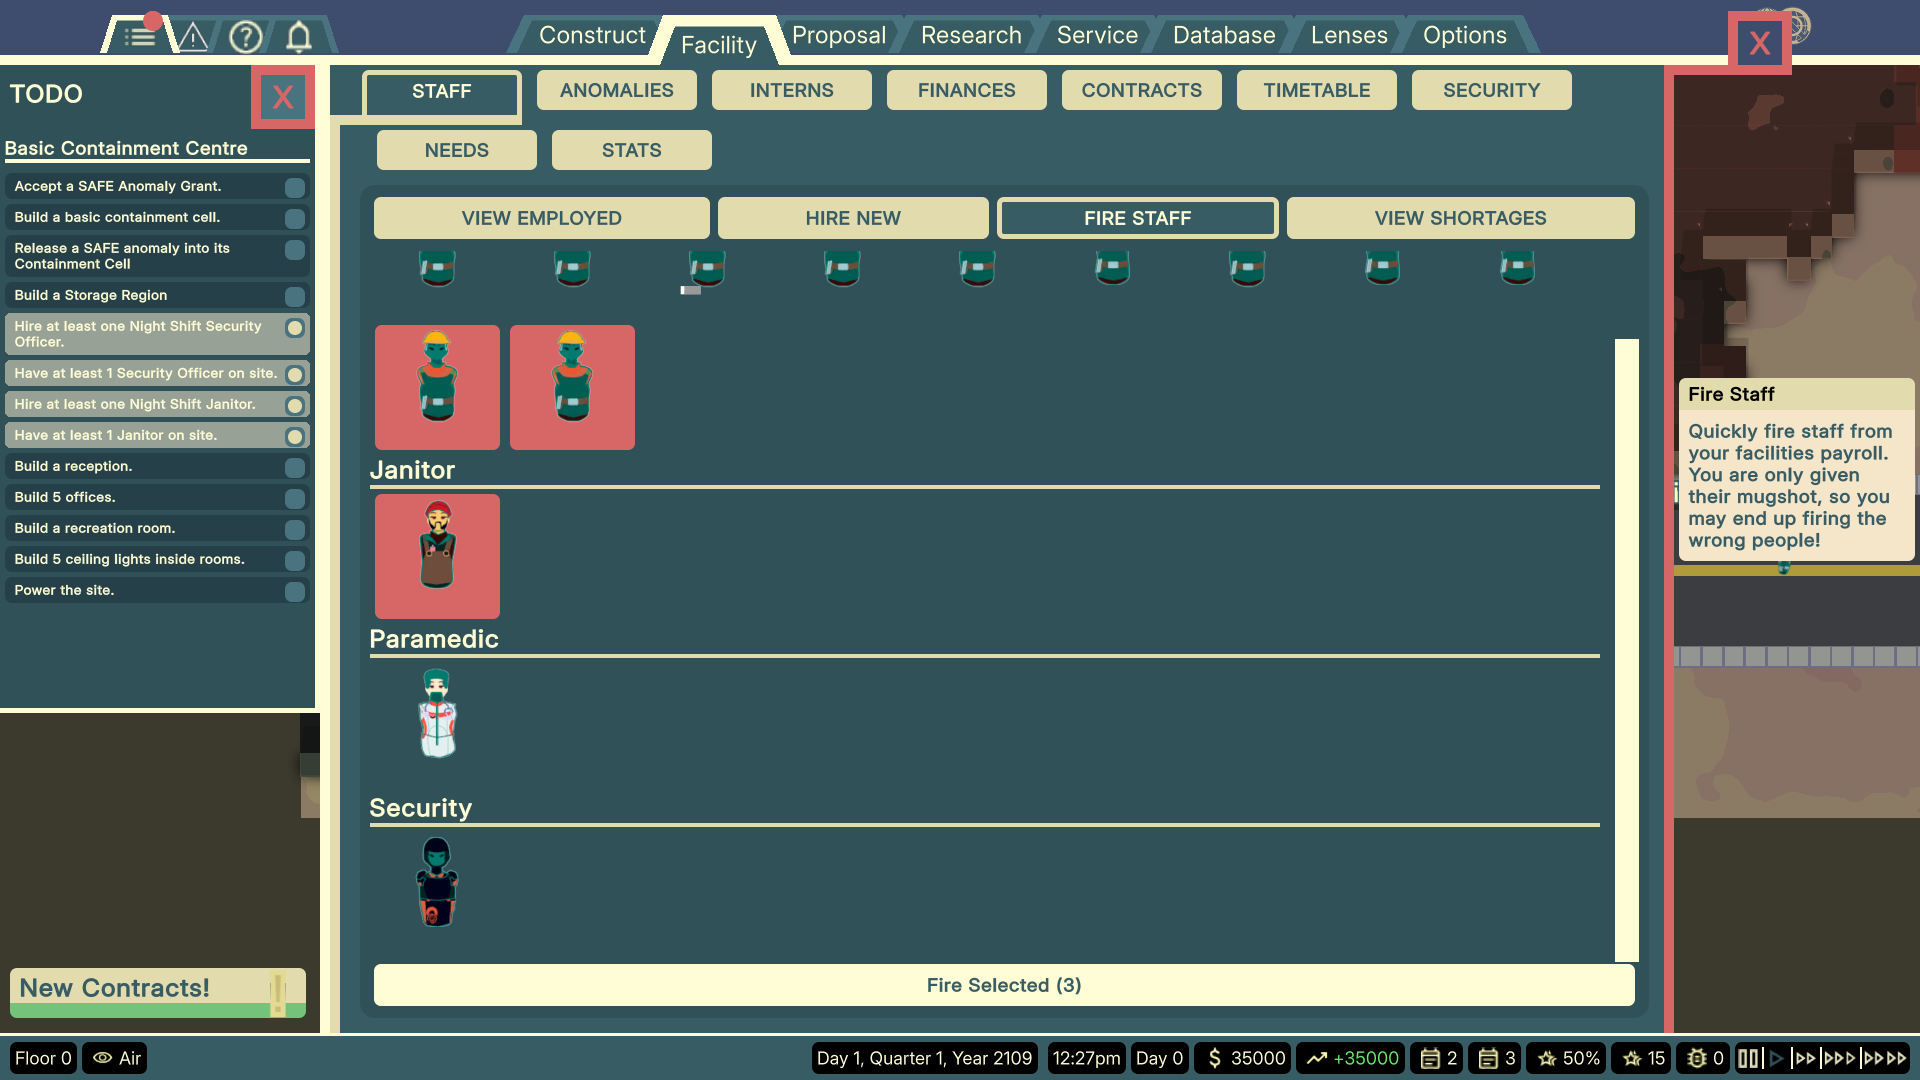 Construct
Facility
Proposal
Research
Service
Database
Lenses
Options
X
TODO
X
Basic Containment Centre
Accept a SAFE Anomaly Grant.
Build a basic containment cell.
Release a SAFE anomaly into its
Containment Cell
Build a Storage Region
Hire at least one Night Shift Security
Officer.
Have at least 1 Security Officer on site.
Hire at least one Night Shift Janitor.
Have at least 1 Janitor on site.
Build a reception.
Build 5 offices.
Build a recreation room.
Build 5 ceiling lights inside rooms.
Power the site.
New Contracts!
STAFF
ANOMALIES
INTERNS
FINANCES
CONTRACTS
TIMETABLE
SECURITY
NEEDS
STATS
VIEW EMPLOYED
HIRE NEW
FIRE STAFF
VIEW SHORTAGES
Janitor
Paramedic
Security
Fire Selected (3)
Fire Staff
Quickly fire staff from
your facilities payroll.
You are only given
their mugshot, so you
may end up firing the
wrong people!
Floor 0
Air
Day 1, Quarter 1, Year 2109
12:27pm
Day 0
$ 35000
+35000
2
3
50%
15
0